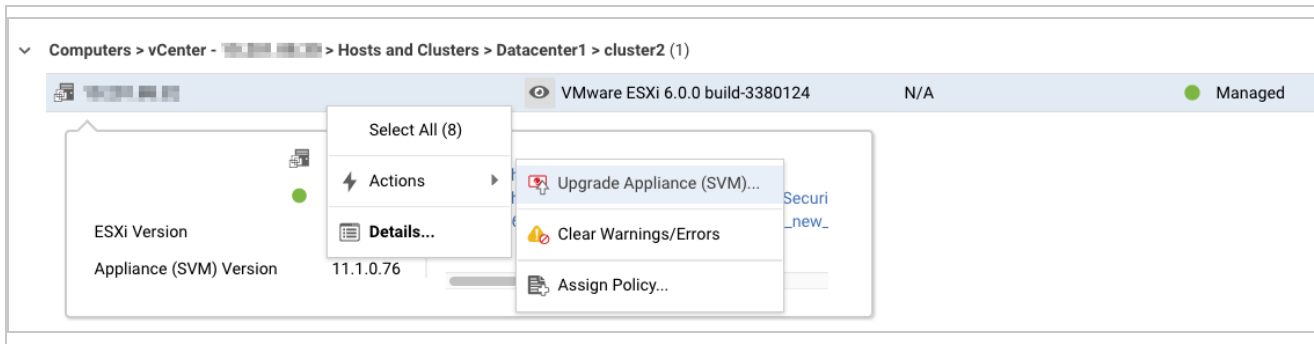 Computers > vCenter - > Hosts and Clusters > Datacenter1 > cluster2 (1)
VMware ESXi 6.0.0 build-3380124 N/A Managed
Select All (8)
Actions
Upgrade Appliance (SVM)...
Securi
ESXi Version
Details...
_new_
Clear Warnings/Errors
Appliance (SVM) Version 11.1.0.76
Assign Policy...